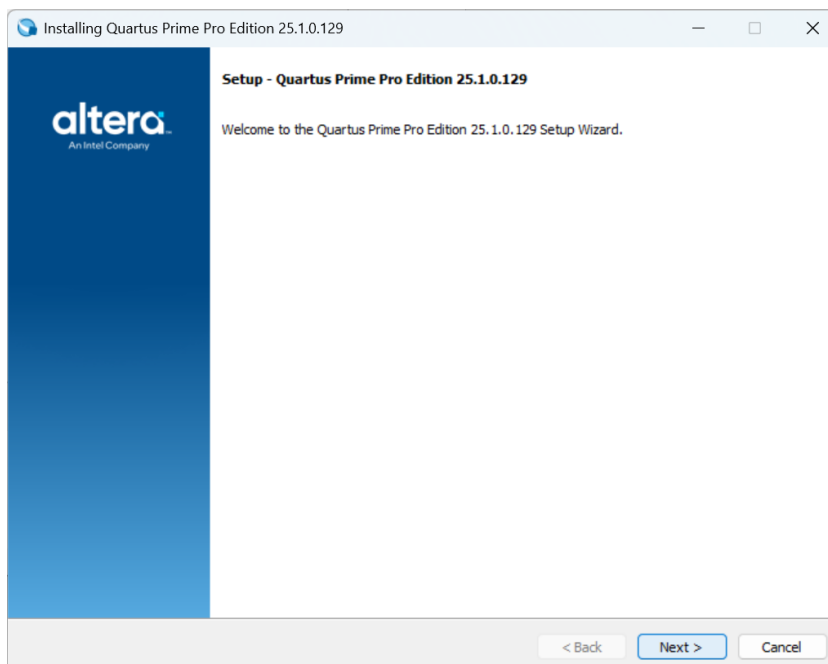 Installing Quartus Prime Pro Edition 25.1.0.129
altera™
An Intel Company
Setup - Quartus Prime Pro Edition 25.1.0.129
Welcome to the Quartus Prime Pro Edition 25.1.0.129 Setup Wizard.
< Back
Next >
Cancel